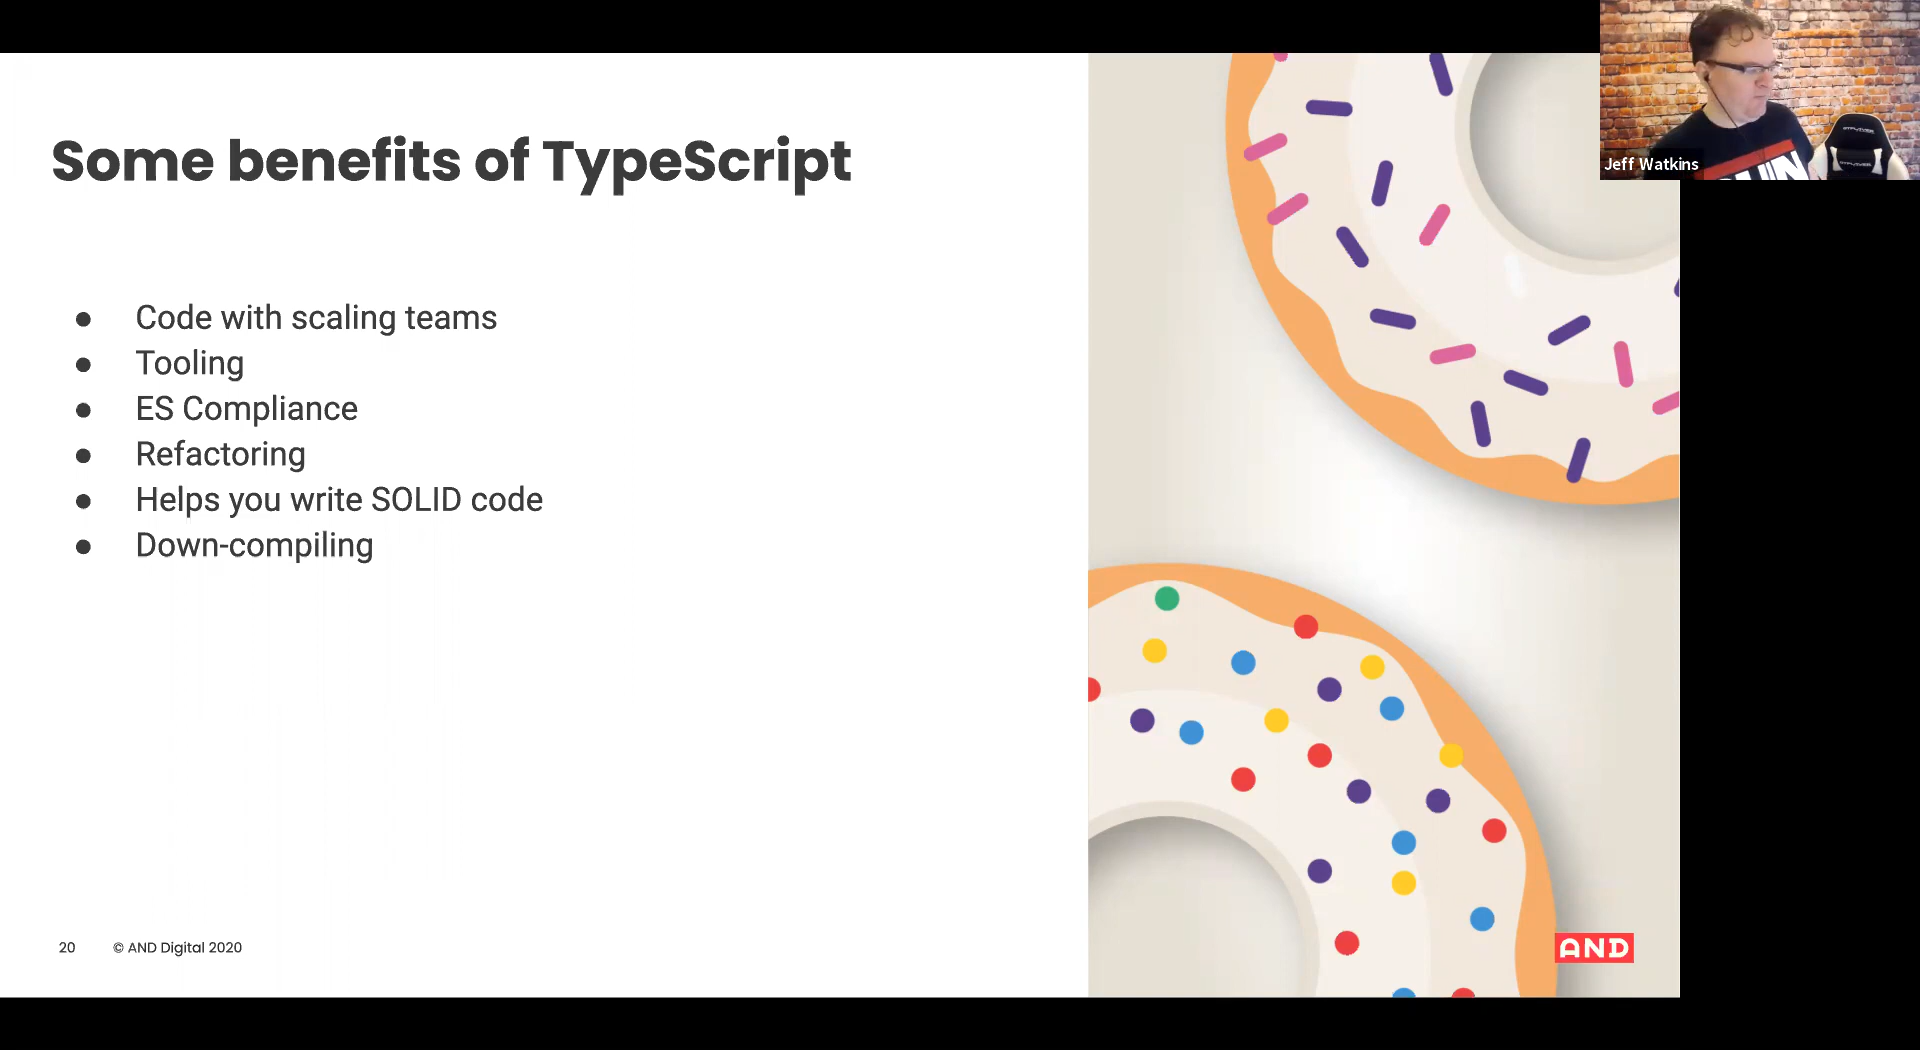 Some benefits of TypeScript
● Code with scaling teams
● Tooling
● ES Compliance
● Refactoring
● Helps you write SOLID code
● Down-compiling
20 © AND Digital 2020
AND
Jeff Watkins